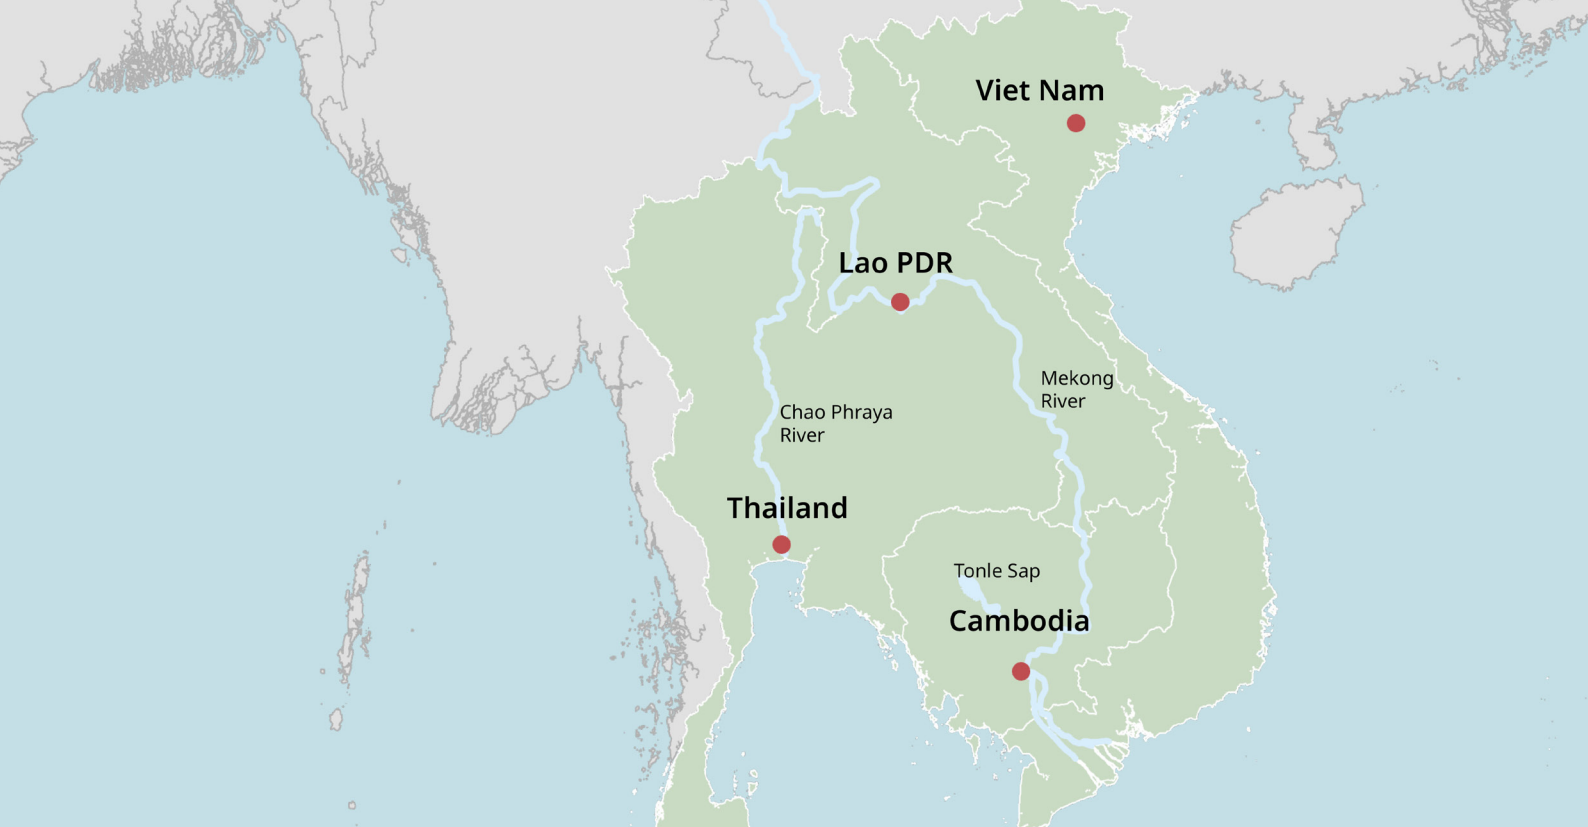 Viet Nam
Lao PDR
Mekong
River
Chao Phraya
River
Thailand
Tonle Sap
Cambodia